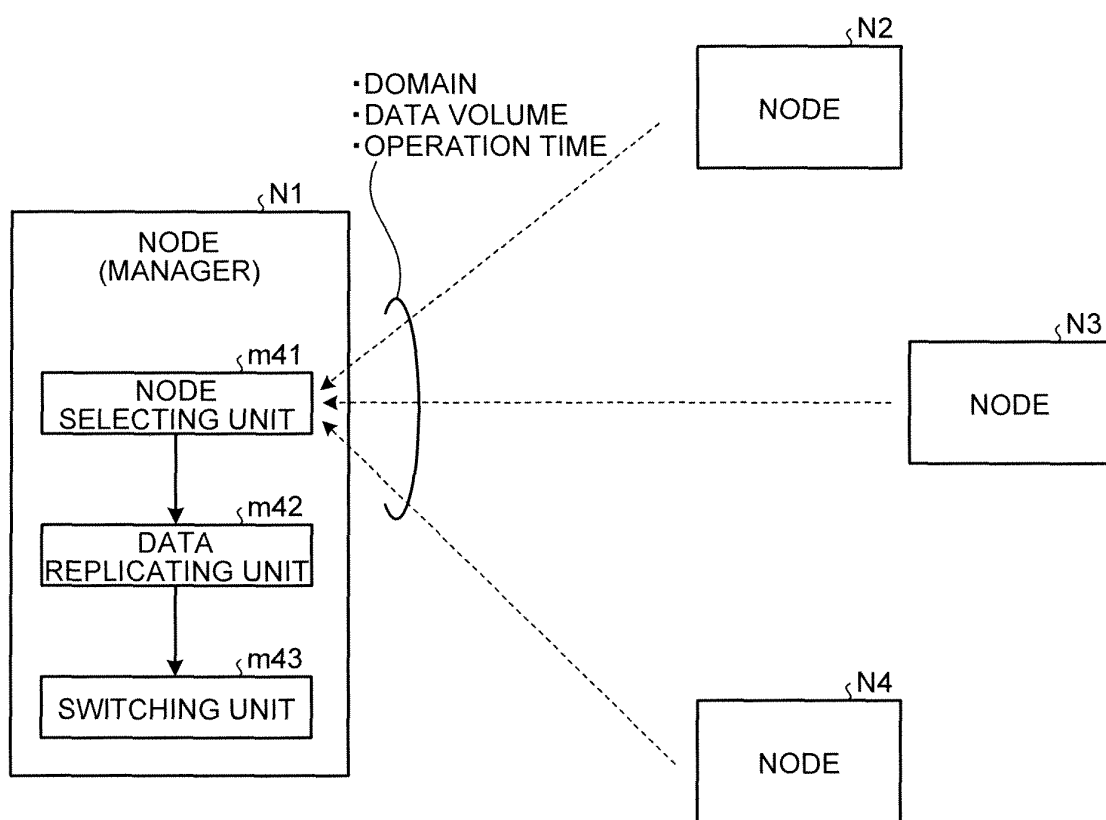 N2
NODE
・DOMAIN
・DATA VOLUME
・OPERATION TIME
N1
NODE
(MANAGER)
m41
NODE
SELECTING UNIT
m42
DATA
REPLICATING UNIT
m43
SWITCHING UNIT
N3
NODE
N4
NODE